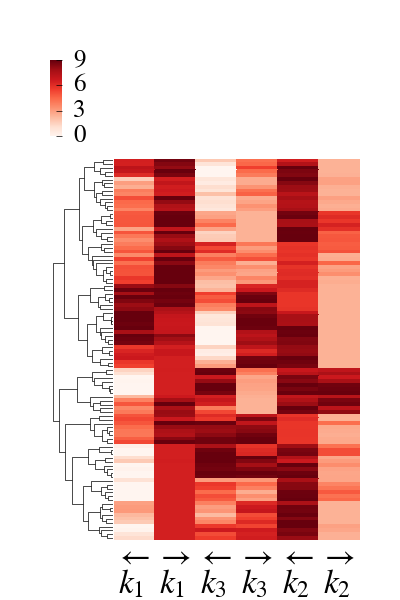 9
6
3
0
← → ← → ← →
k₁ k₁ k₃ k₃ k₂ k₂